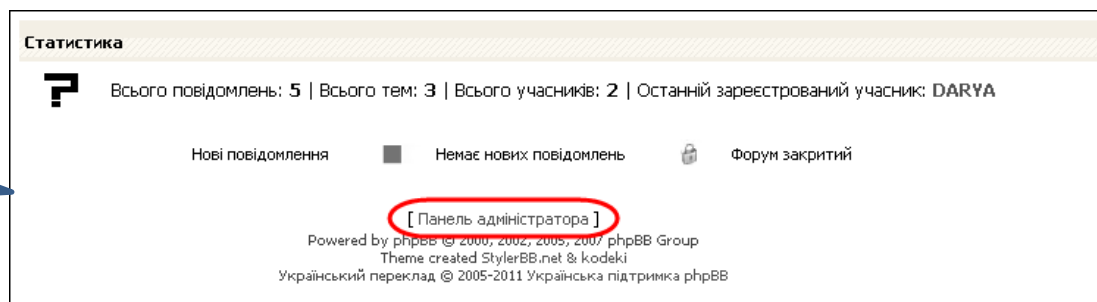 Статистика
Всього повідомлень: 5 | Всього тем: 3 | Всього учасників: 2 | Останній зареєстрований учасник: DARYA
Нові повідомлення Немає нових повідомлень Форум закритий
[ Панель адміністратора ]
Powered by phpBB © 2000, 2002, 2005, 2007 phpBB Group
Theme created StylerBB.net & kodeki
Український переклад © 2005-2011 Українська підтримка phpBB